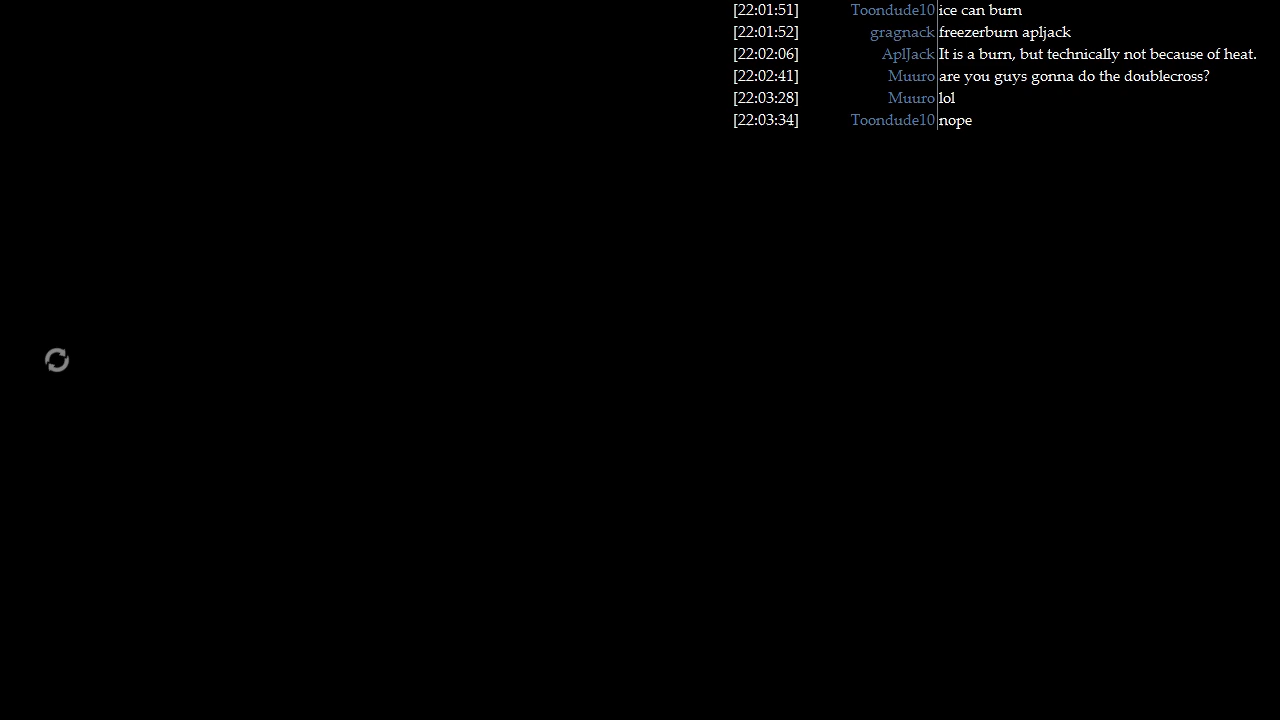 [22:01:51] Toondude10 ice can burn
[22:01:52] gragnack freezerburn apljack
[22:02:06] AplJack It is a burn, but technically not because of heat.
[22:02:41] Muuro are you guys gonna do the doublecross?
[22:03:28] Muuro lol
[22:03:34] Toondude10 nope